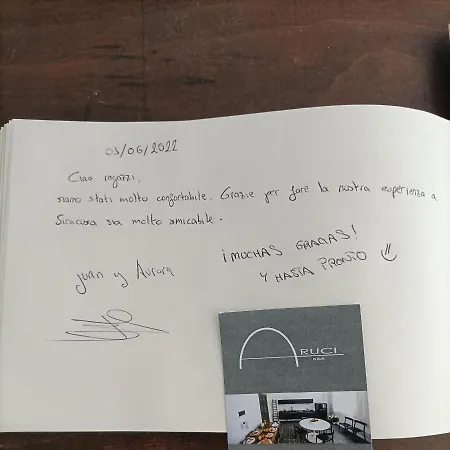 03/06/2022
Ciao ragazzi,
siamo stati molto confortabile. Grazie per fare la nostra esperienza a
Siracusa sia molto amicabile.
Juan y Aurora
¡MUCHAS GRACIAS!
Y HASTA PRONTO
ARUCI
B&B